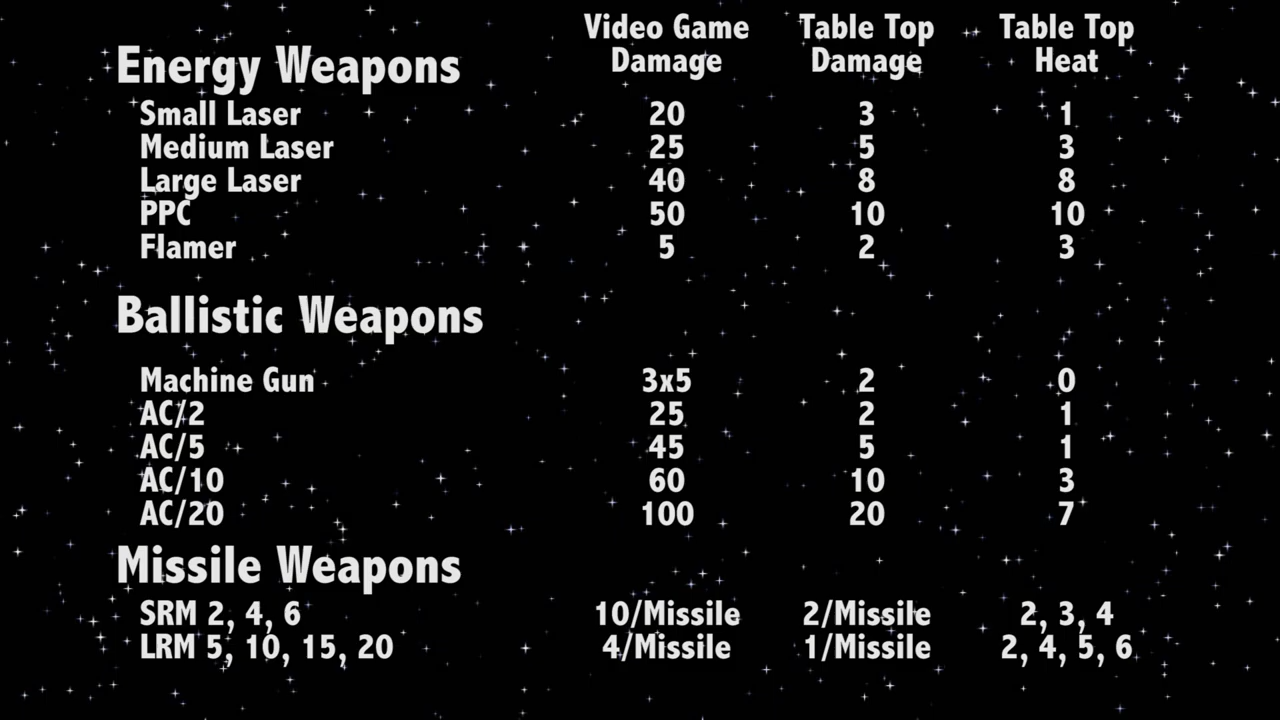 Video Game Damage Table Top Damage Table Top Heat
Energy Weapons
Small Laser 20 3 1
Medium Laser 25 5 3
Large Laser 40 8 8
PPC 50 10 10
Flamer 5 2 3
Ballistic Weapons
Machine Gun 3x5 2 0
AC/2 25 2 1
AC/5 45 5 1
AC/10 60 10 3
AC/20 100 20 7
Missile Weapons
SRM 2, 4, 6 10/Missile 2/Missile 2, 3, 4
LRM 5, 10, 15, 20 4/Missile 1/Missile 2, 4, 5, 6